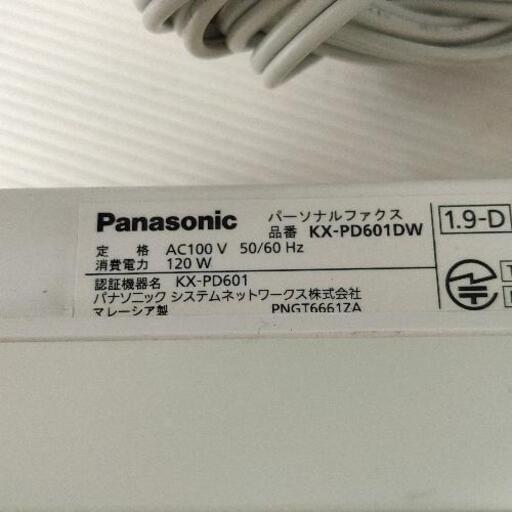 Panasonic パーソナルファクス
品番 KX-PD601DW
定 格 AC100 V 50/60 Hz
消費電力 120 W
認証機器名 KX-PD601
パナソニック システムネットワークス株式会社
マレーシア製 PNGT6661ZA
1.9-D
T